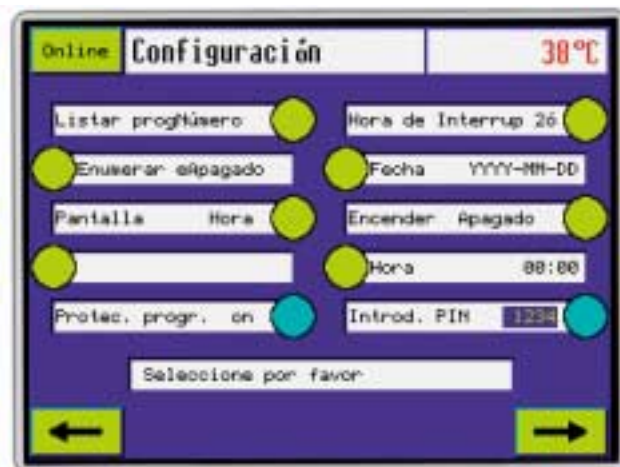 Online Configuración 38°C
Listar progNúmero Hora de Interrup 26
Enumerar eApagado Fecha YYYY-MM-DD
Pantalla Hora Encender Apagado
Hora 00:00
Protec. progr. on Introd. PIN 1234
Seleccione por favor